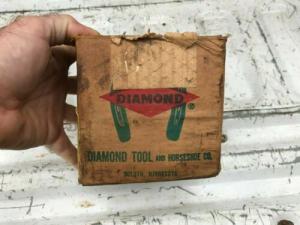 DIAMOND
®
DIAMOND TOOL AND HORSESHOE CO.
DULUTH, MINNESOTA